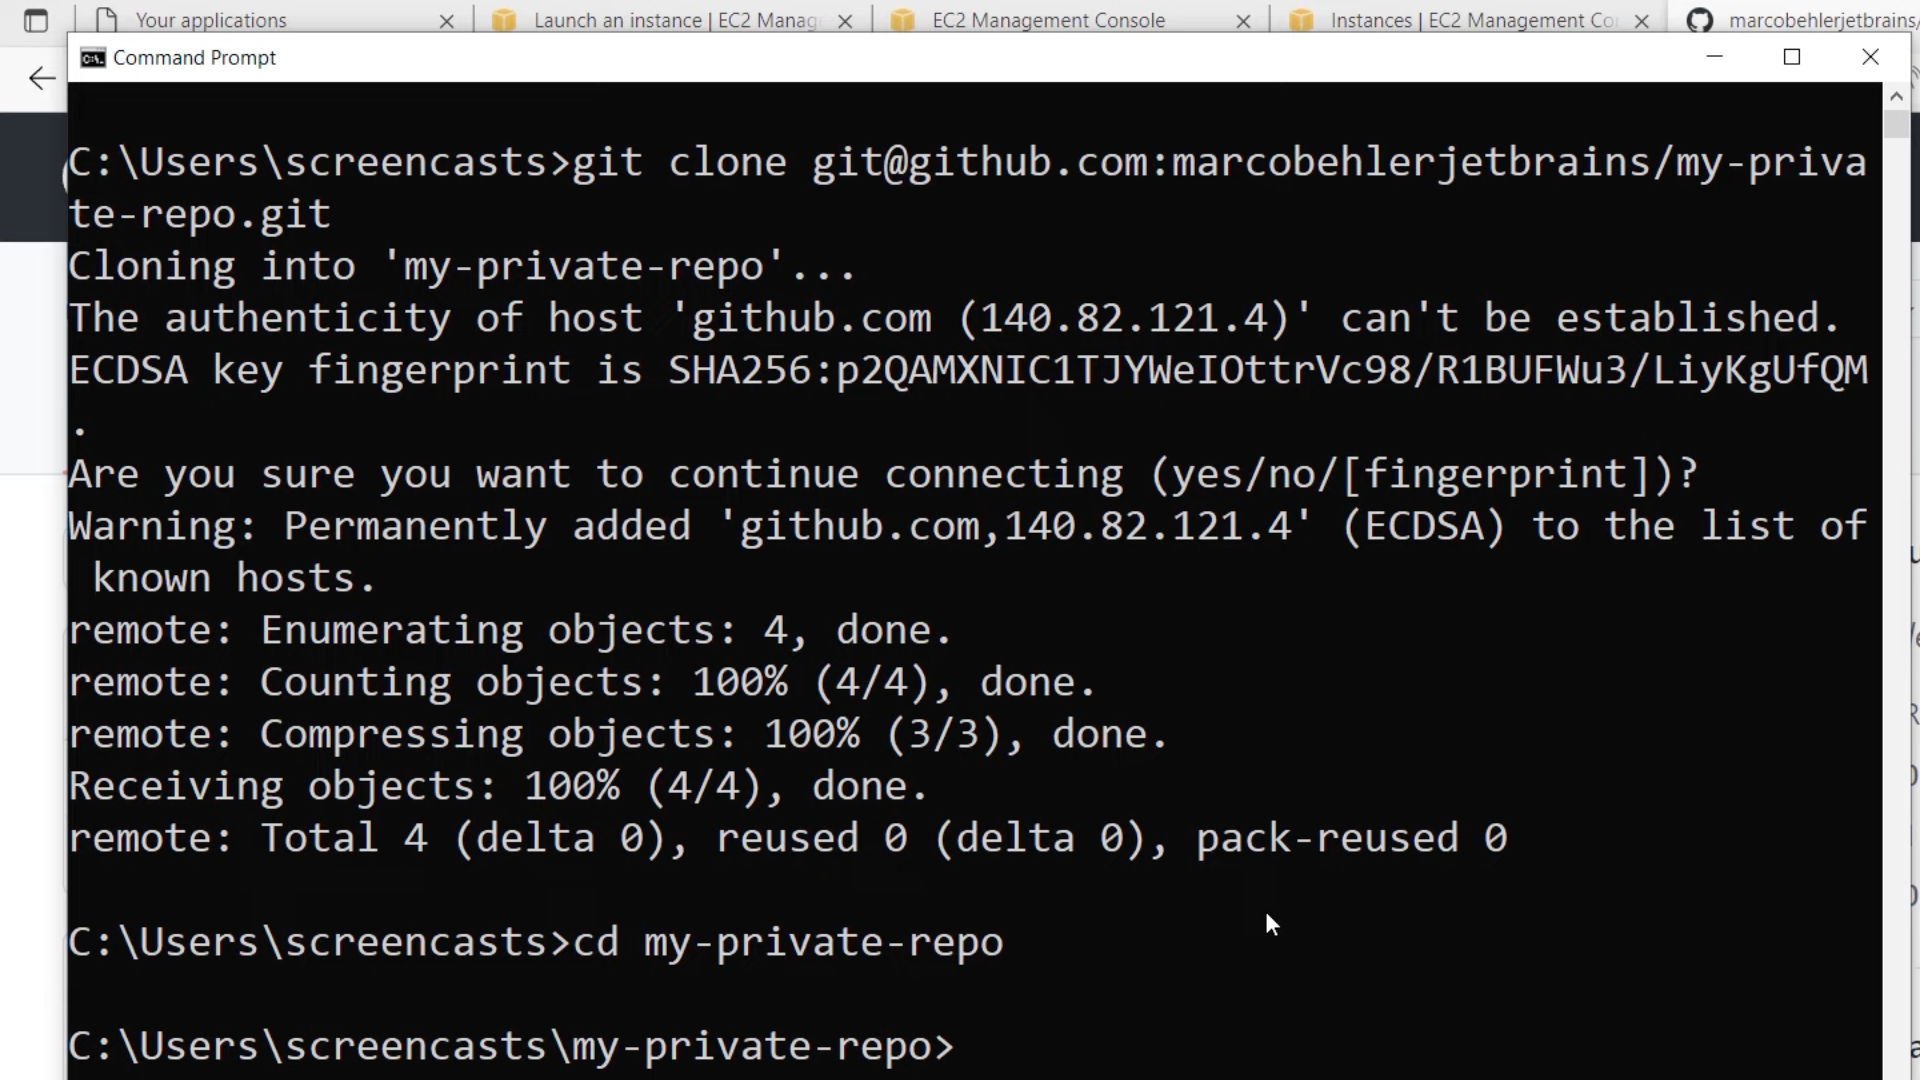 Your applications
Launch an instance | EC2 Manag
EC2 Management Console
Instances | EC2 Management Co
marcobehlerjetbrains/
Command Prompt
C:\Users\screencasts>git clone git@github.com:marcobehlerjetbrains/my-priva
te-repo.git
Cloning into 'my-private-repo'...
The authenticity of host 'github.com (140.82.121.4)' can't be established.
ECDSA key fingerprint is SHA256:p2QAMXNIC1TJYWeIOttrVc98/R1BUFWu3/LiyKgUfQM
.
Are you sure you want to continue connecting (yes/no/[fingerprint])?
Warning: Permanently added 'github.com,140.82.121.4' (ECDSA) to the list of
 known hosts.
remote: Enumerating objects: 4, done.
remote: Counting objects: 100% (4/4), done.
remote: Compressing objects: 100% (3/3), done.
Receiving objects: 100% (4/4), done.
remote: Total 4 (delta 0), reused 0 (delta 0), pack-reused 0
C:\Users\screencasts>cd my-private-repo
C:\Users\screencasts\my-private-repo>